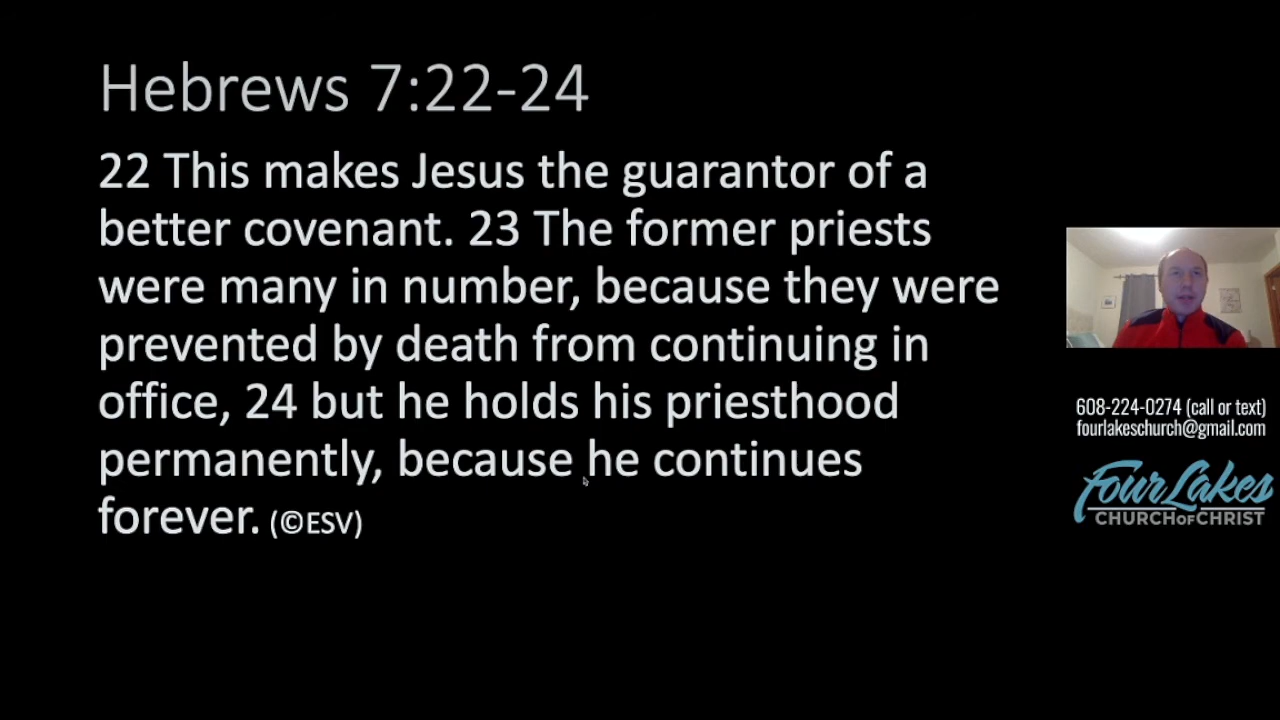 Hebrews 7:22-24
22 This makes Jesus the guarantor of a
better covenant. 23 The former priests
were many in number, because they were
prevented by death from continuing in
office, 24 but he holds his priesthood
permanently, because he continues
forever. (©ESV)
608-224-0274 (call or text)
fourlakeschurch@gmail.com
Four Lakes
CHURCH OF CHRIST